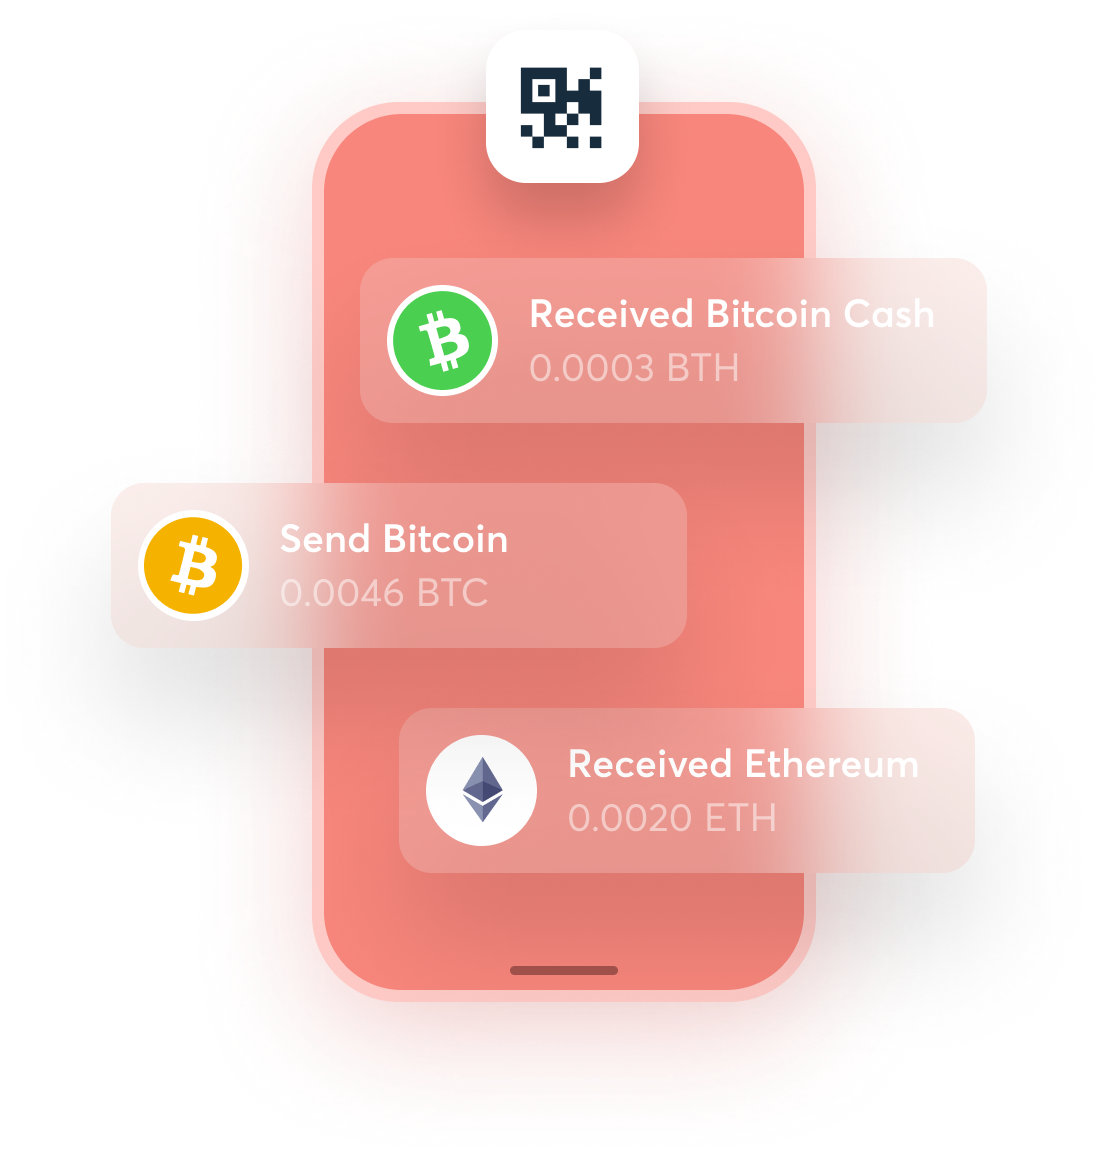 Received Bitcoin Cash
0.0003 BTH
Send Bitcoin
0.0046 BTC
Received Ethereum
0.0020 ETH